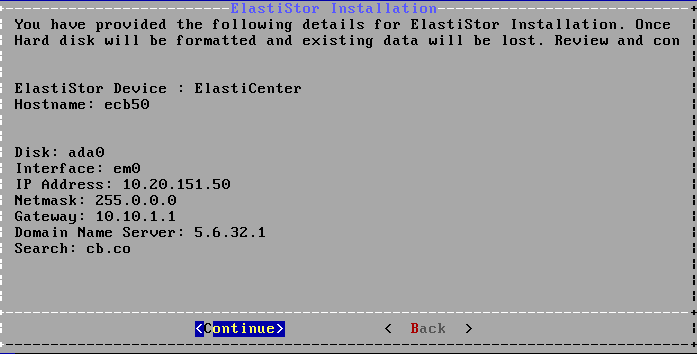 ElastiStor Installation
You have provided the following details for ElastiStor Installation. Once
Hard disk will be formatted and existing data will be lost. Review and con
ElastiStor Device : ElastiCenter
Hostname: ecb50
Disk: ada0
Interface: em0
IP Address: 10.20.151.50
Netmask: 255.0.0.0
Gateway: 10.10.1.1
Domain Name Server: 5.6.32.1
Search: cb.co
<Continue> < Back >